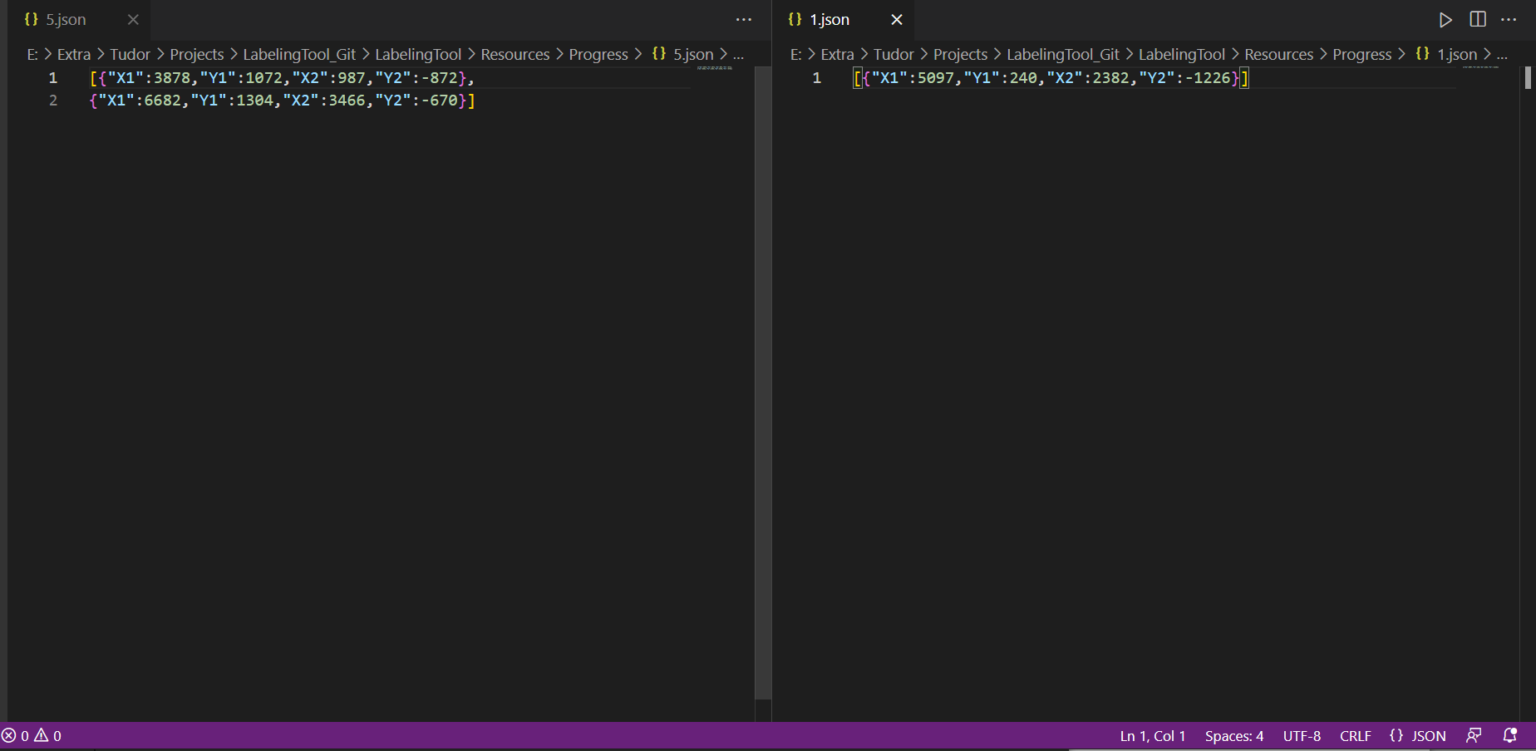 5.json
E: > Extra > Tudor > Projects > LabelingTool_Git > LabelingTool > Resources > Progress > {} 5.json > ...
1 [{"X1":3878,"Y1":1072,"X2":987,"Y2":-872},
2 {"X1":6682,"Y1":1304,"X2":3466,"Y2":-670}]
1.json
E: > Extra > Tudor > Projects > LabelingTool_Git > LabelingTool > Resources > Progress > {} 1.json > ...
1 [{"X1":5097,"Y1":240,"X2":2382,"Y2":-1226}]
0 0 Ln 1, Col 1 Spaces: 4 UTF-8 CRLF {} JSON